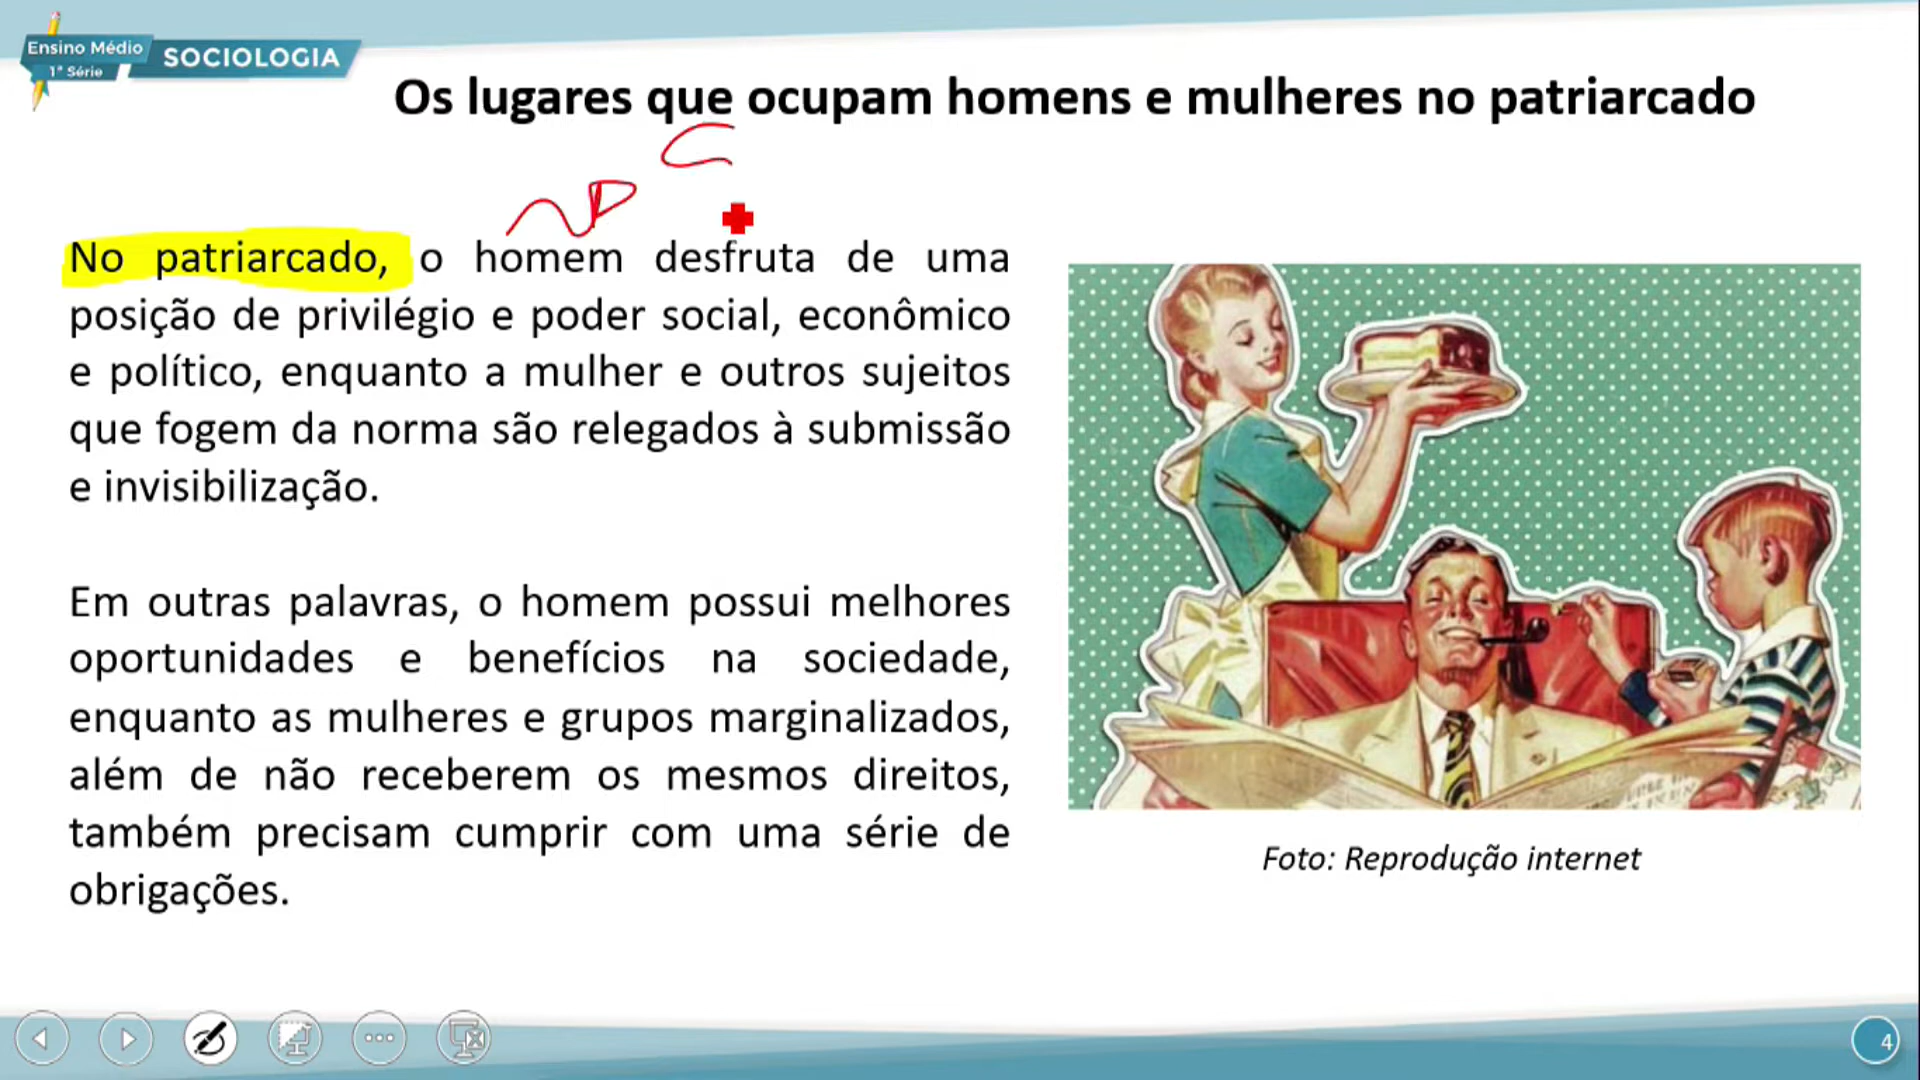 Ensino Médio
1ª Série
SOCIOLOGIA
Os lugares que ocupam homens e mulheres no patriarcado
No patriarcado, o homem desfruta de uma
posição de privilégio e poder social, econômico
e político, enquanto a mulher e outros sujeitos
que fogem da norma são relegados à submissão
e invisibilização.
Em outras palavras, o homem possui melhores
oportunidades e benefícios na sociedade,
enquanto as mulheres e grupos marginalizados,
além de não receberem os mesmos direitos,
também precisam cumprir com uma série de
obrigações.
Foto: Reprodução internet
4